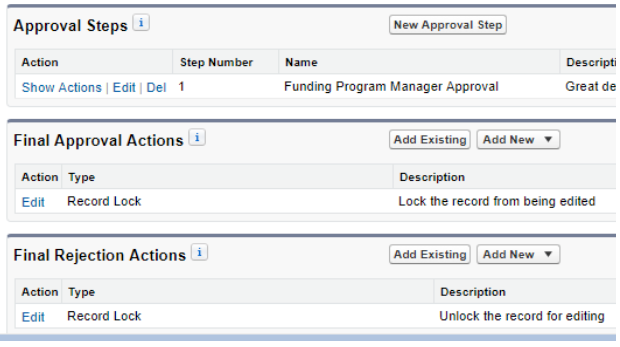 Approval Steps i New Approval Step
Action Step Number Name Descripti
Show Actions | Edit | Del 1 Funding Program Manager Approval Great de
Final Approval Actions i Add Existing Add New ▼
Action Type Description
Edit Record Lock Lock the record from being edited
Final Rejection Actions i Add Existing Add New ▼
Action Type Description
Edit Record Lock Unlock the record for editing